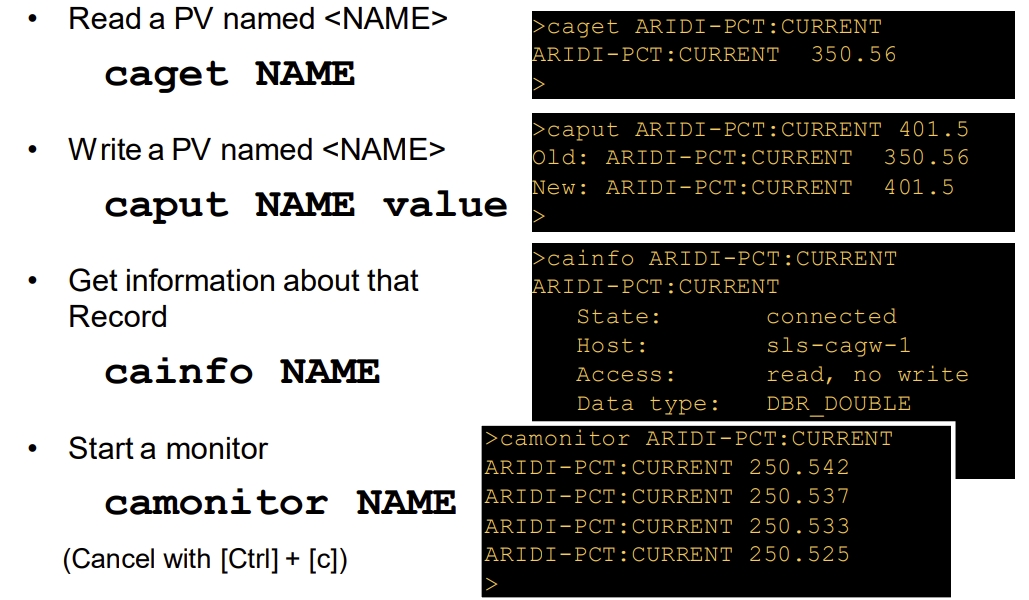 • Read a PV named <NAME>
caget NAME
>caget ARIDI-PCT:CURRENT
ARIDI-PCT:CURRENT 350.56
>
• Write a PV named <NAME>
caput NAME value
>caput ARIDI-PCT:CURRENT 401.5
Old: ARIDI-PCT:CURRENT 350.56
New: ARIDI-PCT:CURRENT 401.5
>
• Get information about that
Record
cainfo NAME
>cainfo ARIDI-PCT:CURRENT
ARIDI-PCT:CURRENT
State: connected
Host: sls-cagw-1
Access: read, no write
Data type: DBR_DOUBLE
• Start a monitor
camonitor NAME
(Cancel with [Ctrl] + [c])
>camonitor ARIDI-PCT:CURRENT
ARIDI-PCT:CURRENT 250.542
ARIDI-PCT:CURRENT 250.537
ARIDI-PCT:CURRENT 250.533
ARIDI-PCT:CURRENT 250.525
>